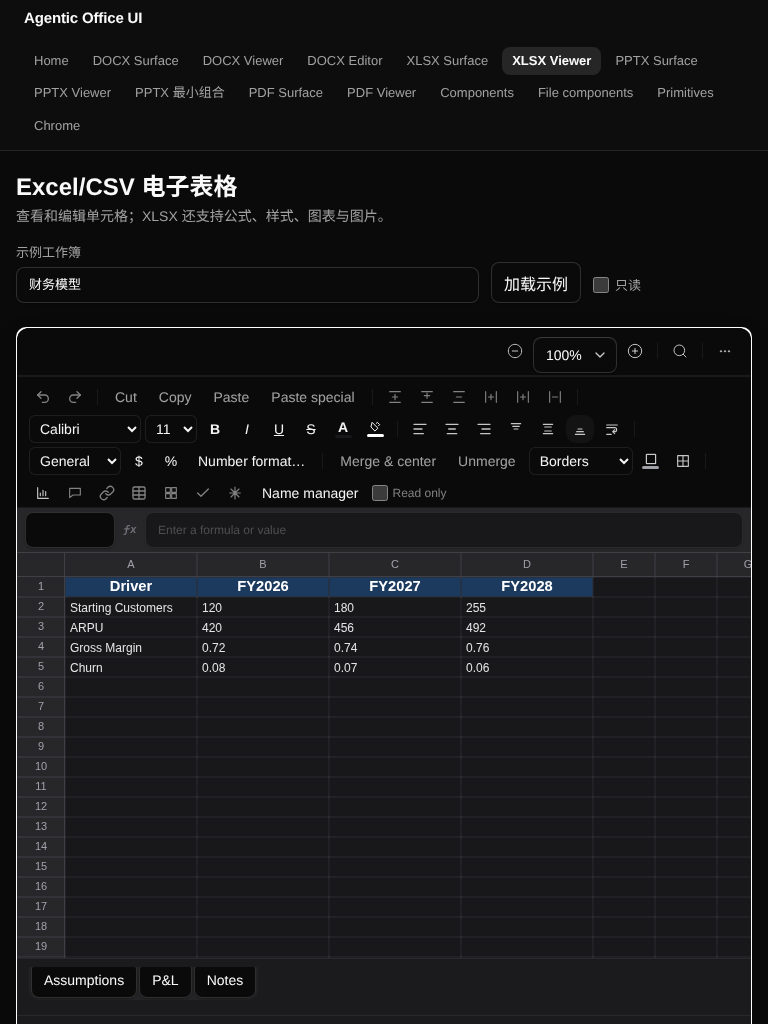 Agentic Office UI
Home DOCX Surface DOCX Viewer DOCX Editor XLSX Surface XLSX Viewer PPTX Surface
PPTX Viewer PPTX 最小组合 PDF Surface PDF Viewer Components File components Primitives
Chrome
Excel/CSV 电子表格
查看和编辑单元格；XLSX 还支持公式、样式、图表与图片。
示例工作簿
财务模型 加载示例 只读
100%
Cut Copy Paste Paste special
Calibri 11 B I U S A
General $ % Number format... Merge & center Unmerge Borders
Name manager Read only
fx Enter a formula or value
A B C D E F G
1 Driver FY2026 FY2027 FY2028
2 Starting Customers 120 180 255
3 ARPU 420 456 492
4 Gross Margin 0.72 0.74 0.76
5 Churn 0.08 0.07 0.06
6
7
8
9
10
11
12
13
14
15
16
17
18
19
Assumptions P&L Notes